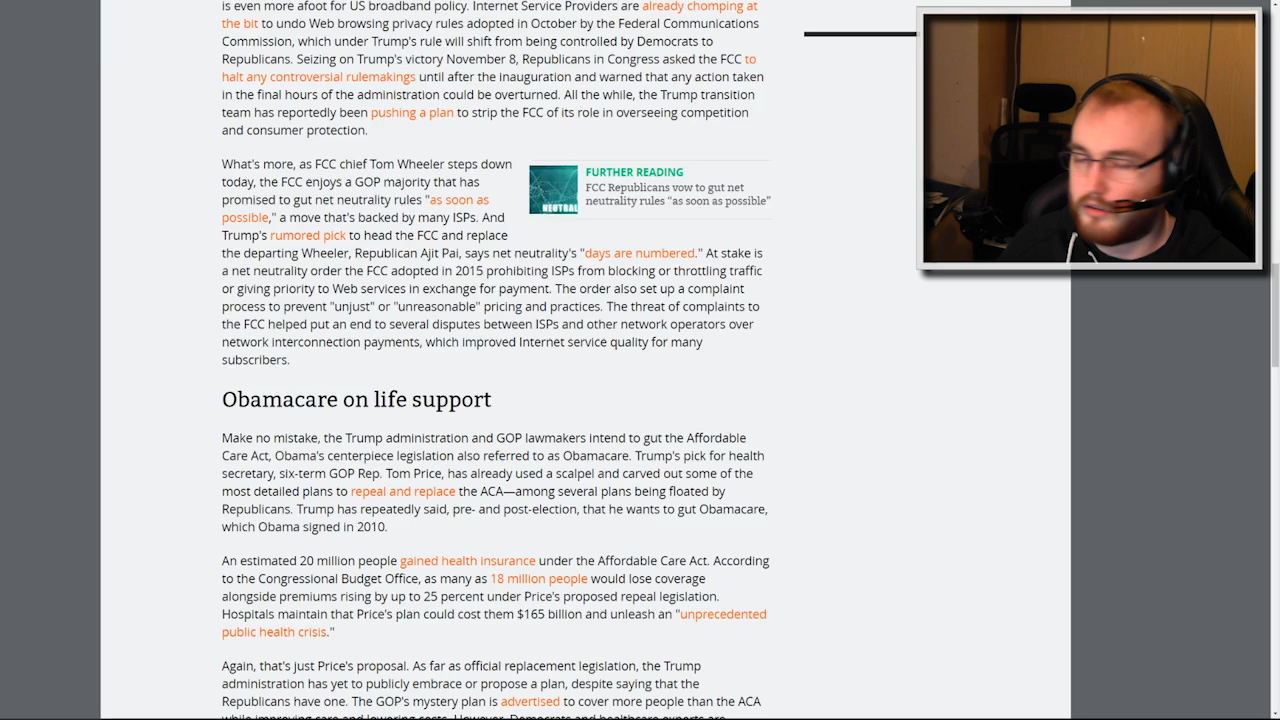 is even more afoot for US broadband policy. Internet Service Providers are already chomping at
the bit to undo Web browsing privacy rules adopted in October by the Federal Communications
Commission, which under Trump's rule will shift from being controlled by Democrats to
Republicans. Seizing on Trump's victory November 8, Republicans in Congress asked the FCC to
halt any controversial rulemakings until after the inauguration and warned that any action taken
in the final hours of the administration could be overturned. All the while, the Trump transition
team has reportedly been pushing a plan to strip the FCC of its role in overseeing competition
and consumer protection.
What's more, as FCC chief Tom Wheeler steps down
today, the FCC enjoys a GOP majority that has
promised to gut net neutrality rules "as soon as
possible," a move that's backed by many ISPs. And
Trump's rumored pick to head the FCC and replace
the departing Wheeler, Republican Ajit Pai, says net neutrality's "days are numbered." At stake is
a net neutrality order the FCC adopted in 2015 prohibiting ISPs from blocking or throttling traffic
or giving priority to Web services in exchange for payment. The order also set up a complaint
process to prevent "unjust" or "unreasonable" pricing and practices. The threat of complaints to
the FCC helped put an end to several disputes between ISPs and other network operators over
network interconnection payments, which improved Internet service quality for many
subscribers.
FURTHER READING
FCC Republicans vow to gut net
neutrality rules “as soon as possible”
NEUTRAL
Obamacare on life support
Make no mistake, the Trump administration and GOP lawmakers intend to gut the Affordable
Care Act, Obama's centerpiece legislation also referred to as Obamacare. Trump's pick for health
secretary, six-term GOP Rep. Tom Price, has already used a scalpel and carved out some of the
most detailed plans to repeal and replace the ACA—among several plans being floated by
Republicans. Trump has repeatedly said, pre- and post-election, that he wants to gut Obamacare,
which Obama signed in 2010.
An estimated 20 million people gained health insurance under the Affordable Care Act. According
to the Congressional Budget Office, as many as 18 million people would lose coverage
alongside premiums rising by up to 25 percent under Price's proposed repeal legislation.
Hospitals maintain that Price's plan could cost them $165 billion and unleash an "unprecedented
public health crisis."
Again, that's just Price's proposal. As far as official replacement legislation, the Trump
administration has yet to publicly embrace or propose a plan, despite saying that the
Republicans have one. The GOP's mystery plan is advertised to cover more people than the ACA
while improving care and lowering costs. However, Democrats and healthcare experts are